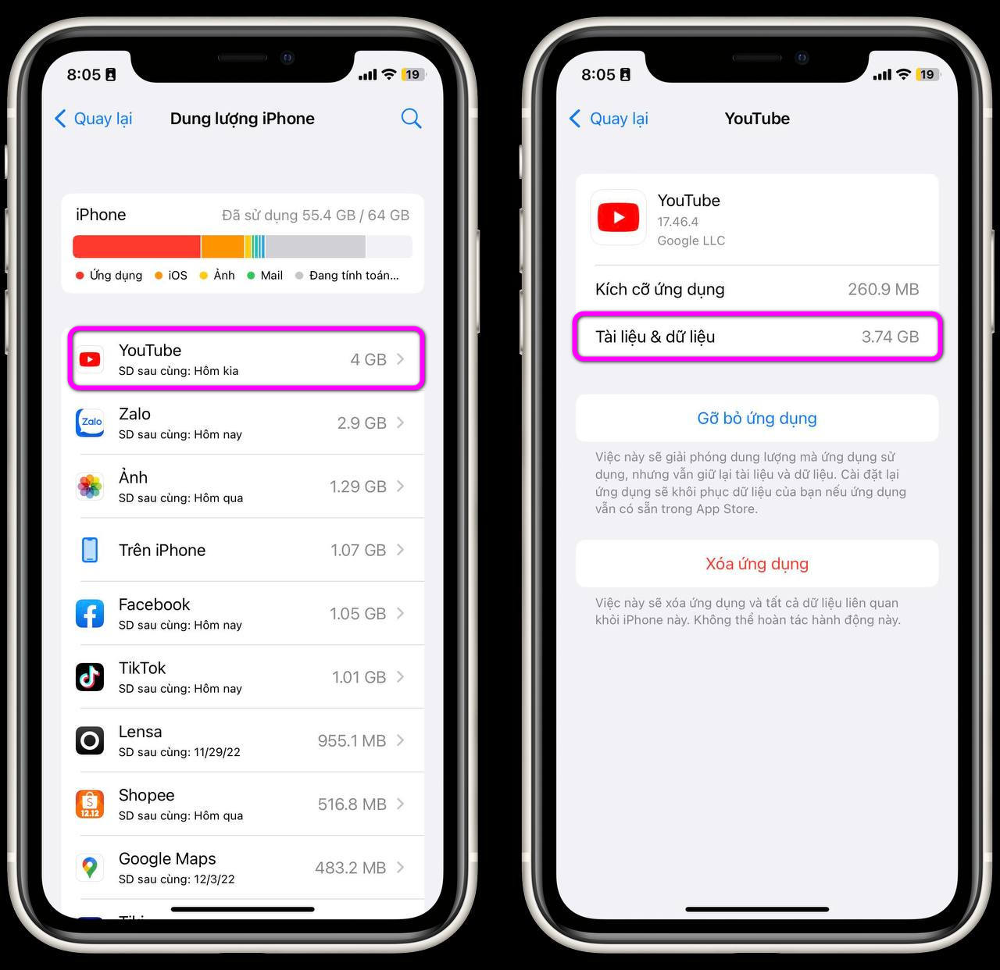 8:05
19
Quay lại
Dung lượng iPhone
iPhone
Đã sử dụng 55.4 GB / 64 GB
Ứng dụng
iOS
Ảnh
Mail
Đang tính toán...
YouTube
4 GB
SD sau cùng: Hôm kia
Zalo
Zalo
2.9 GB
SD sau cùng: Hôm nay
Ảnh
1.29 GB
SD sau cùng: Hôm qua
Trên iPhone
1.07 GB
Facebook
1.05 GB
SD sau cùng: Hôm nay
TikTok
1.01 GB
SD sau cùng: Hôm nay
Lensa
955.1 MB
SD sau cùng: 11/29/22
Shopee
516.8 MB
SD sau cùng: Hôm qua
S
12.12
Google Maps
483.2 MB
SD sau cùng: 12/3/22
Tiki
8:05
19
Quay lại
YouTube
YouTube
17.46.4
Google LLC
Kích cỡ ứng dụng
260.9 MB
Tài liệu & dữ liệu
3.74 GB
Gỡ bỏ ứng dụng
Việc này sẽ giải phóng dung lượng mà ứng dụng sử
dụng, nhưng vẫn giữ lại tài liệu và dữ liệu. Cài đặt lại
ứng dụng sẽ khôi phục dữ liệu của bạn nếu ứng dụng
vẫn có sẵn trong App Store.
Xóa ứng dụng
Việc này sẽ xóa ứng dụng và tất cả dữ liệu liên quan
khỏi iPhone này. Không thể hoàn tác hành động này.